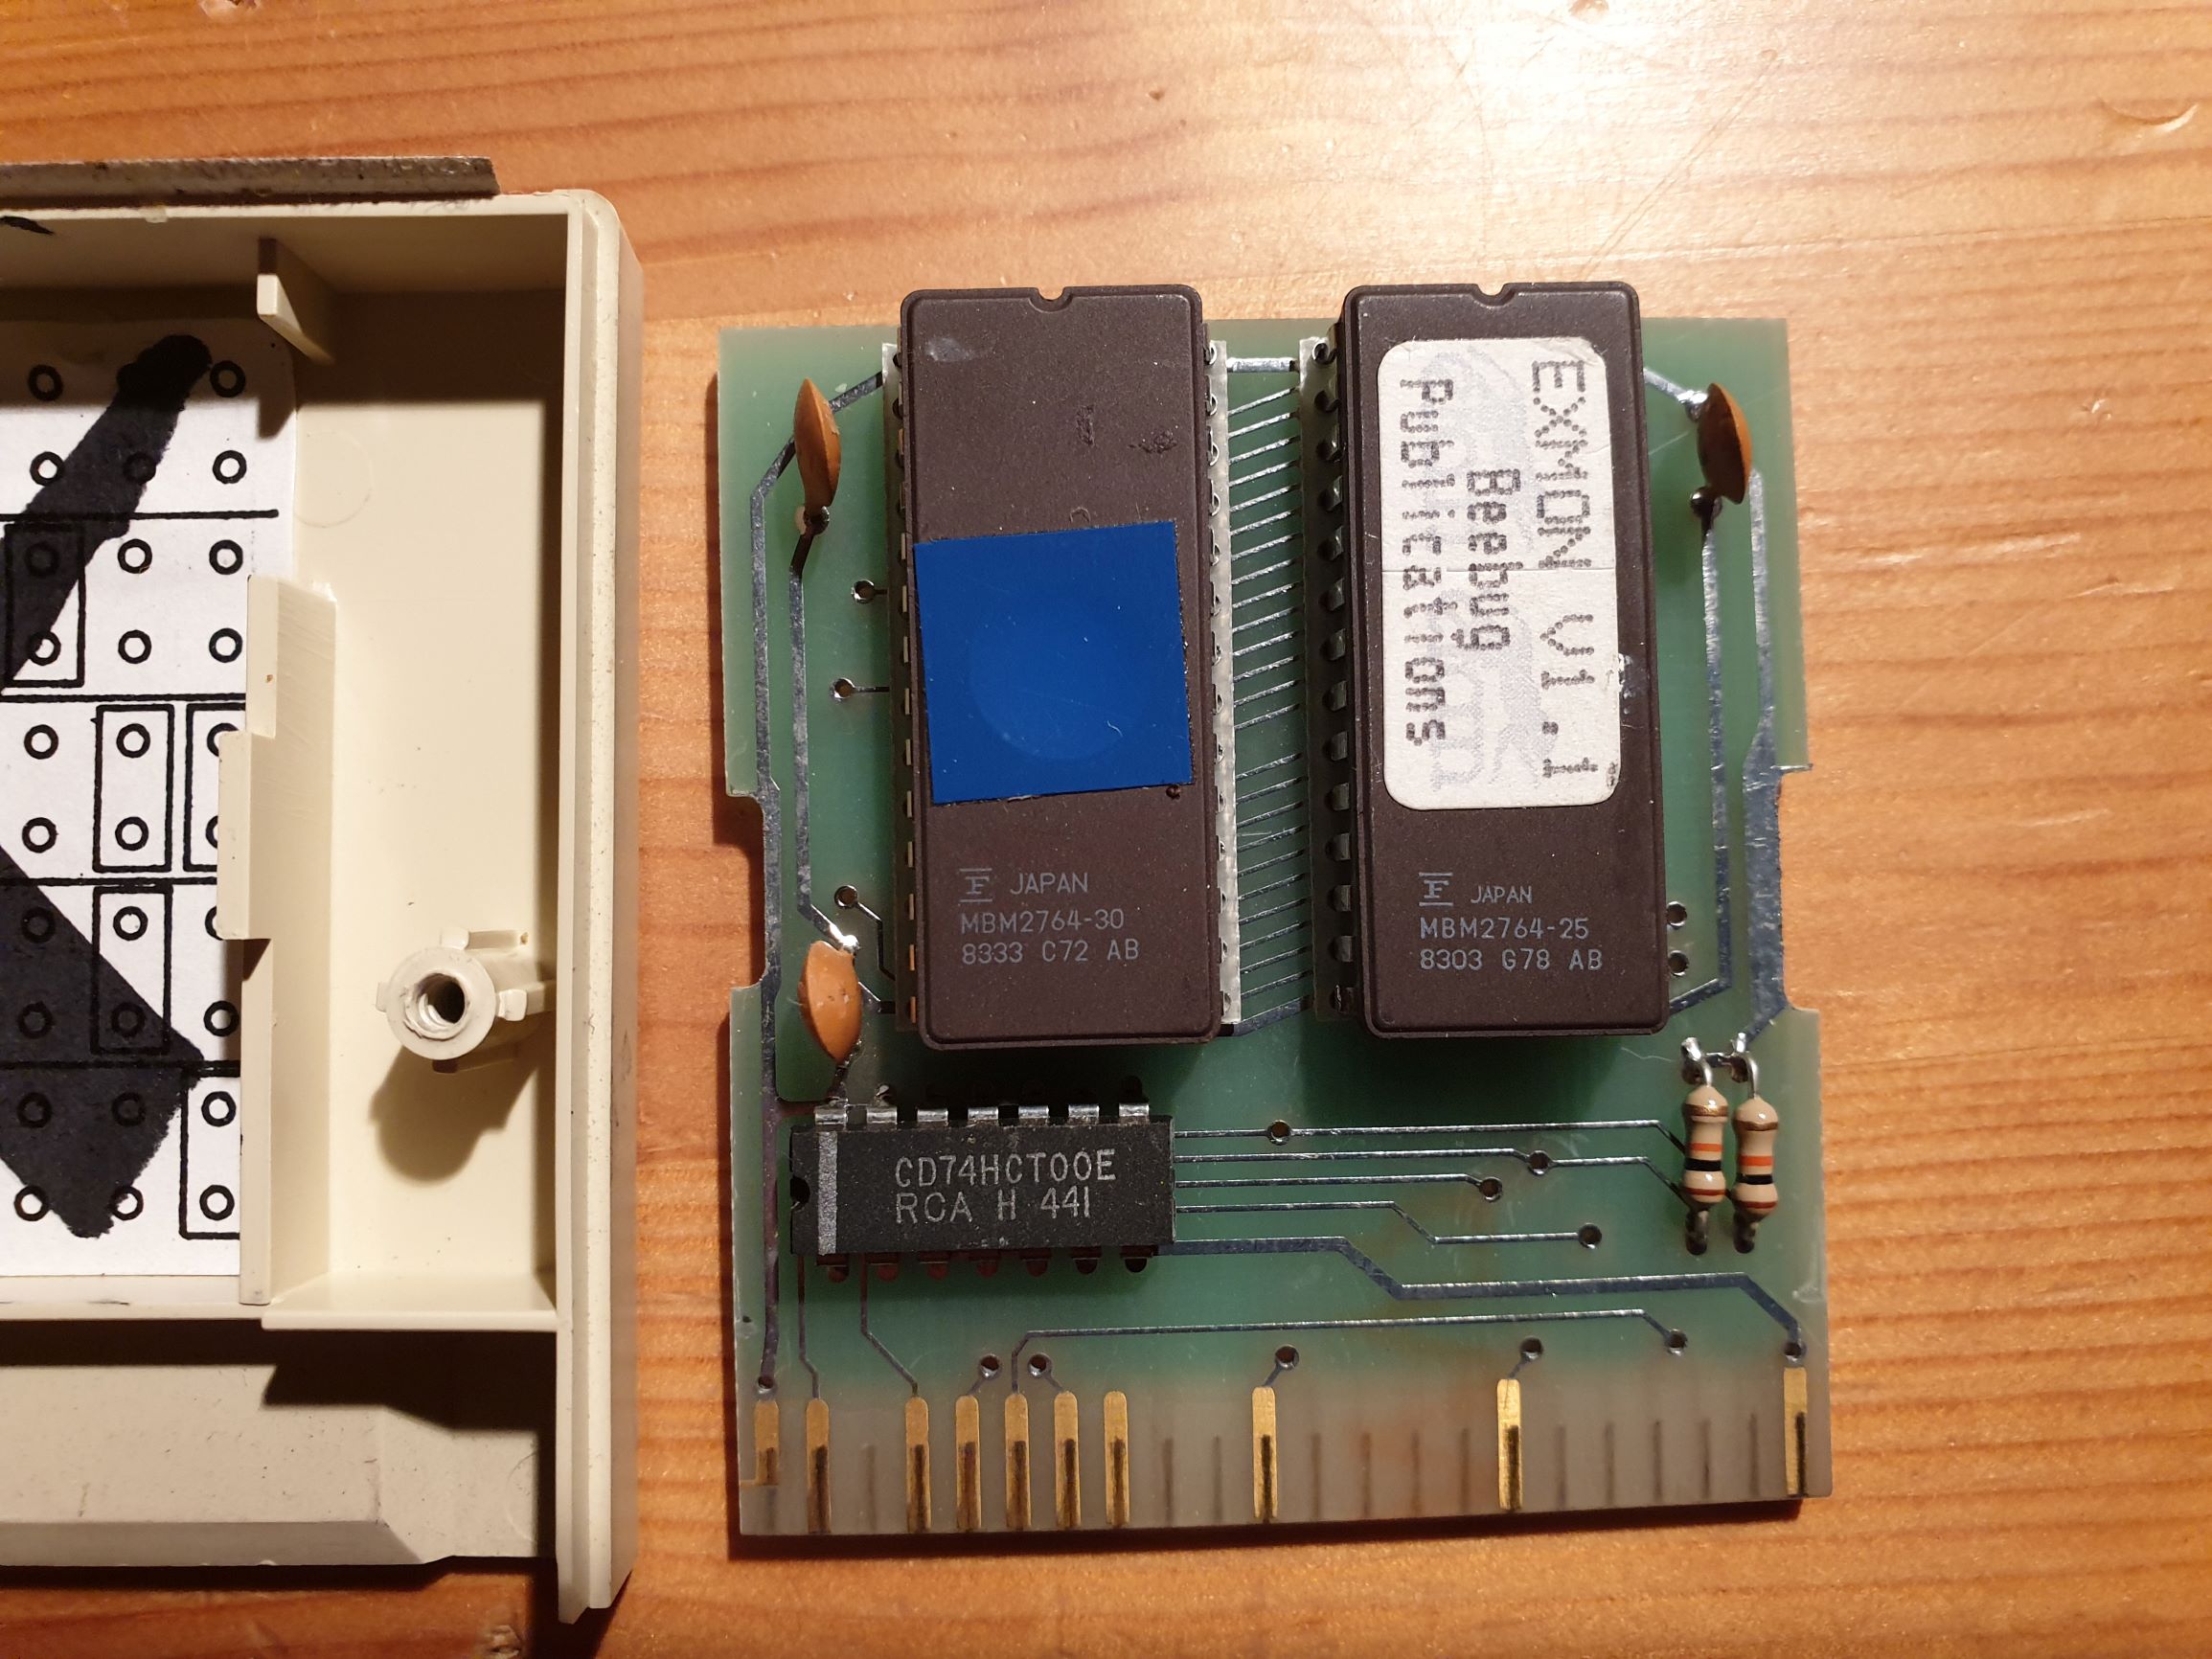 JAPAN
MBM2764-30
8333 C72 AB
EXMON V1.1
Beebug
Publications
F JAPAN
MBM2764-25
8303 G78 AB
CD74HCT00E
RCA H 441